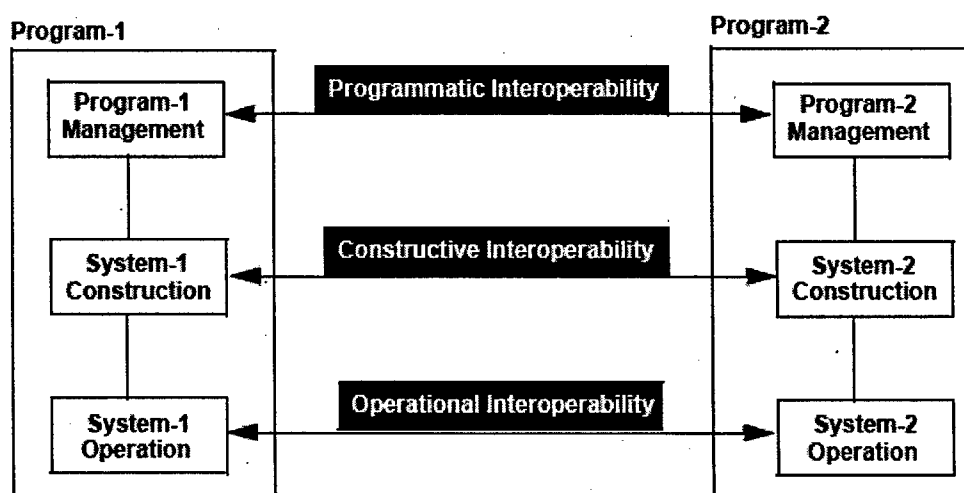 Program-1
Program-2
Programmatic Interoperability
Program-1
Management
Program-2
Management
Constructive Interoperability
System-1
Construction
System-2
Construction
Operational Interoperability
System-1
Operation
System-2
Operation